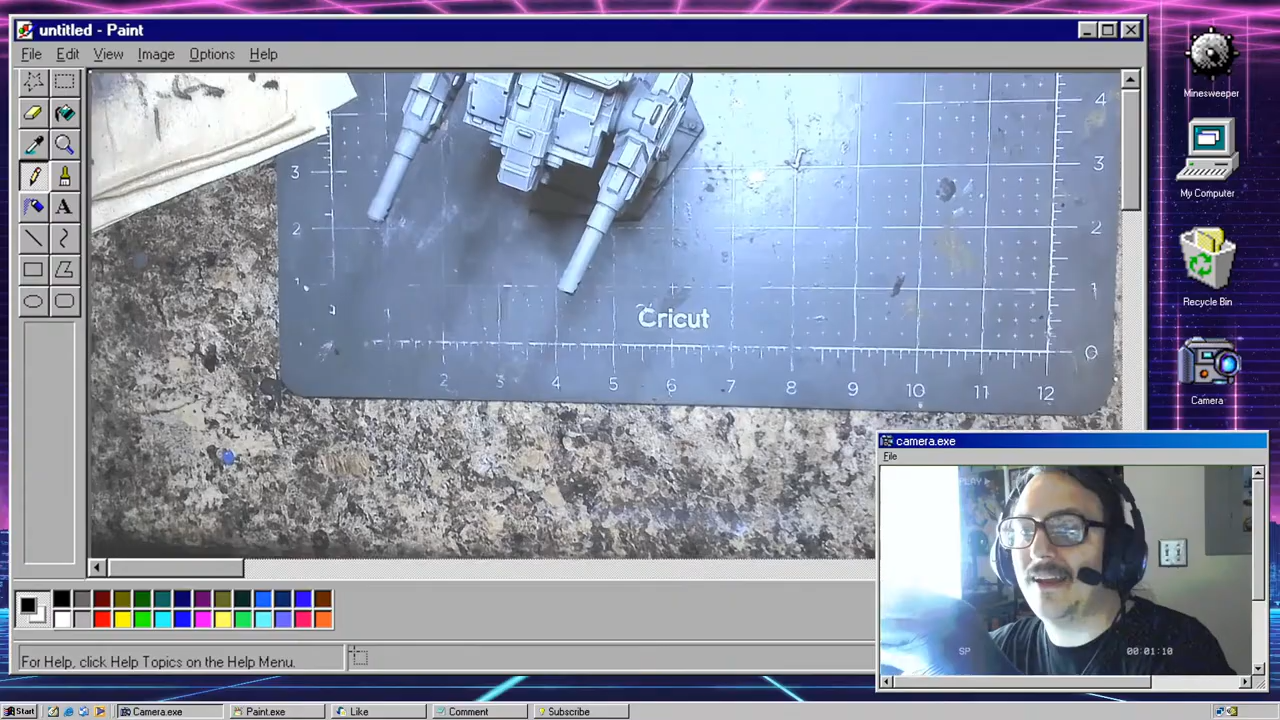 untitled - Paint
File Edit View Image Options Help
Minesweeper
My Computer
Recycle Bin
Camera
4
3 3
2 2
1
Cricut
0
2 3 4 5 6 7 8 9 10 11 12
camera.exe
File
PLAY
SP 00:01:10
For Help, click Help Topics on the Help Menu.
Start Camera.exe Paint.exe Like Comment Subscribe